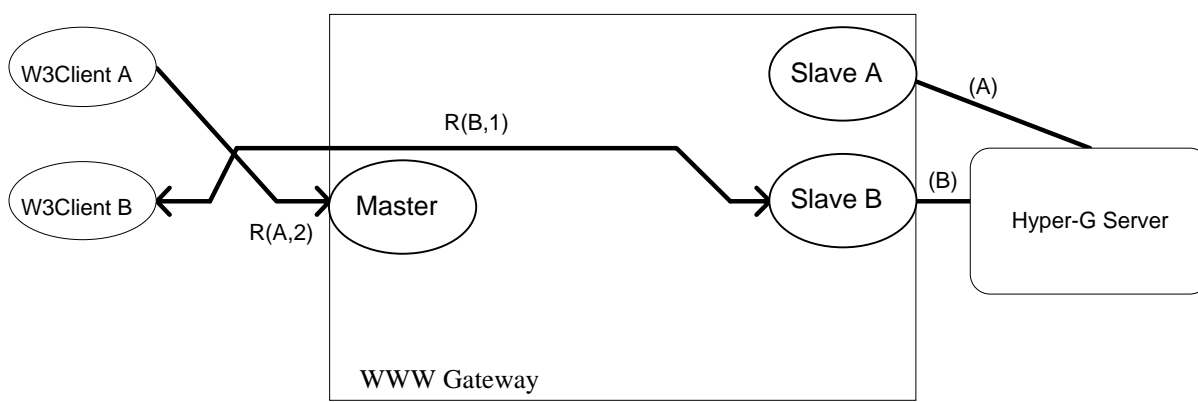 W3Client A
Slave A
(A)
R(B,1)
W3Client B
Master
Slave B
(B)
Hyper-G Server
R(A,2)
WWW Gateway